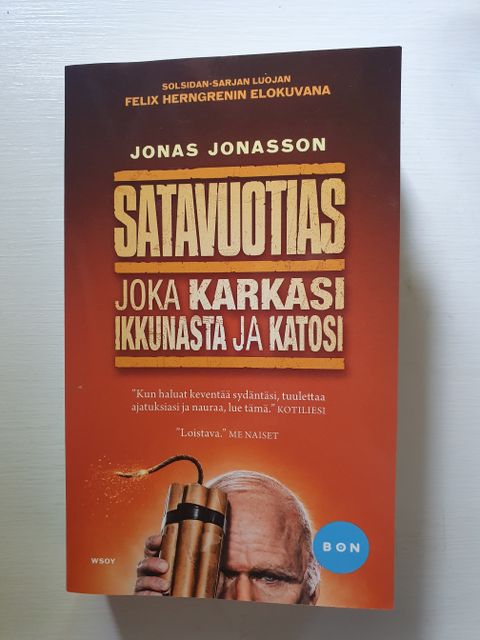 SOLSIDAN-SARJAN LUOJAN
FELIX HERNGRENIN ELOKUVANA
JONAS JONASSON
SATAVUOTIAS
JOKA KARKASI
IKKUNASTA JA KATOSI
"Kun haluat keventää sydäntäsi, tuulettaa
ajatuksiasi ja nauraa, lue tämä." KOTILIESI
"Loistava." ME NAISET
BON
WSOY